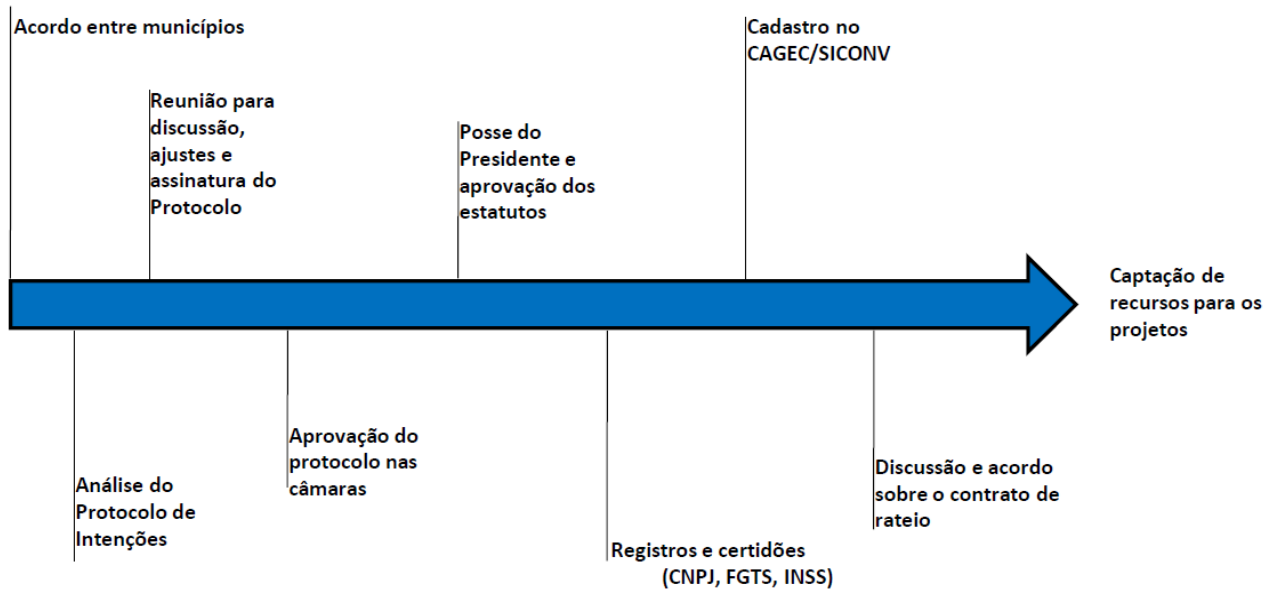 Acordo entre municípios
Cadastro no
CAGEC/SICONV
Reunião para
discussão,
ajustes e
assinatura do
Protocolo
Posse do
Presidente e
aprovação dos
estatutos
Captação de
recursos para os
projetos
Análise do
Protocolo de
Intenções
Aprovação do
protocolo nas
câmaras
Registros e certidões
(CNPJ, FGTS, INSS)
Discussão e acordo
sobre o contrato de
rateio